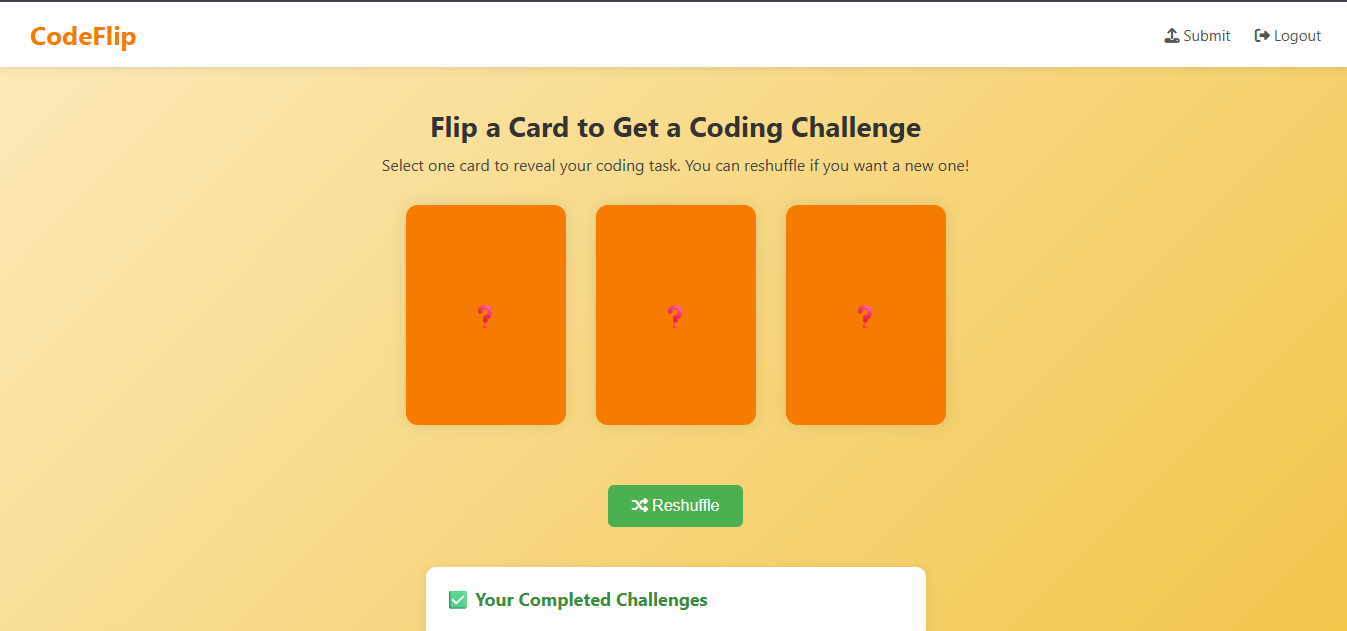 CodeFlip
Submit
Logout
Flip a Card to Get a Coding Challenge
Select one card to reveal your coding task. You can reshuffle if you want a new one!
❓ ❓ ❓
Reshuffle
✅ Your Completed Challenges